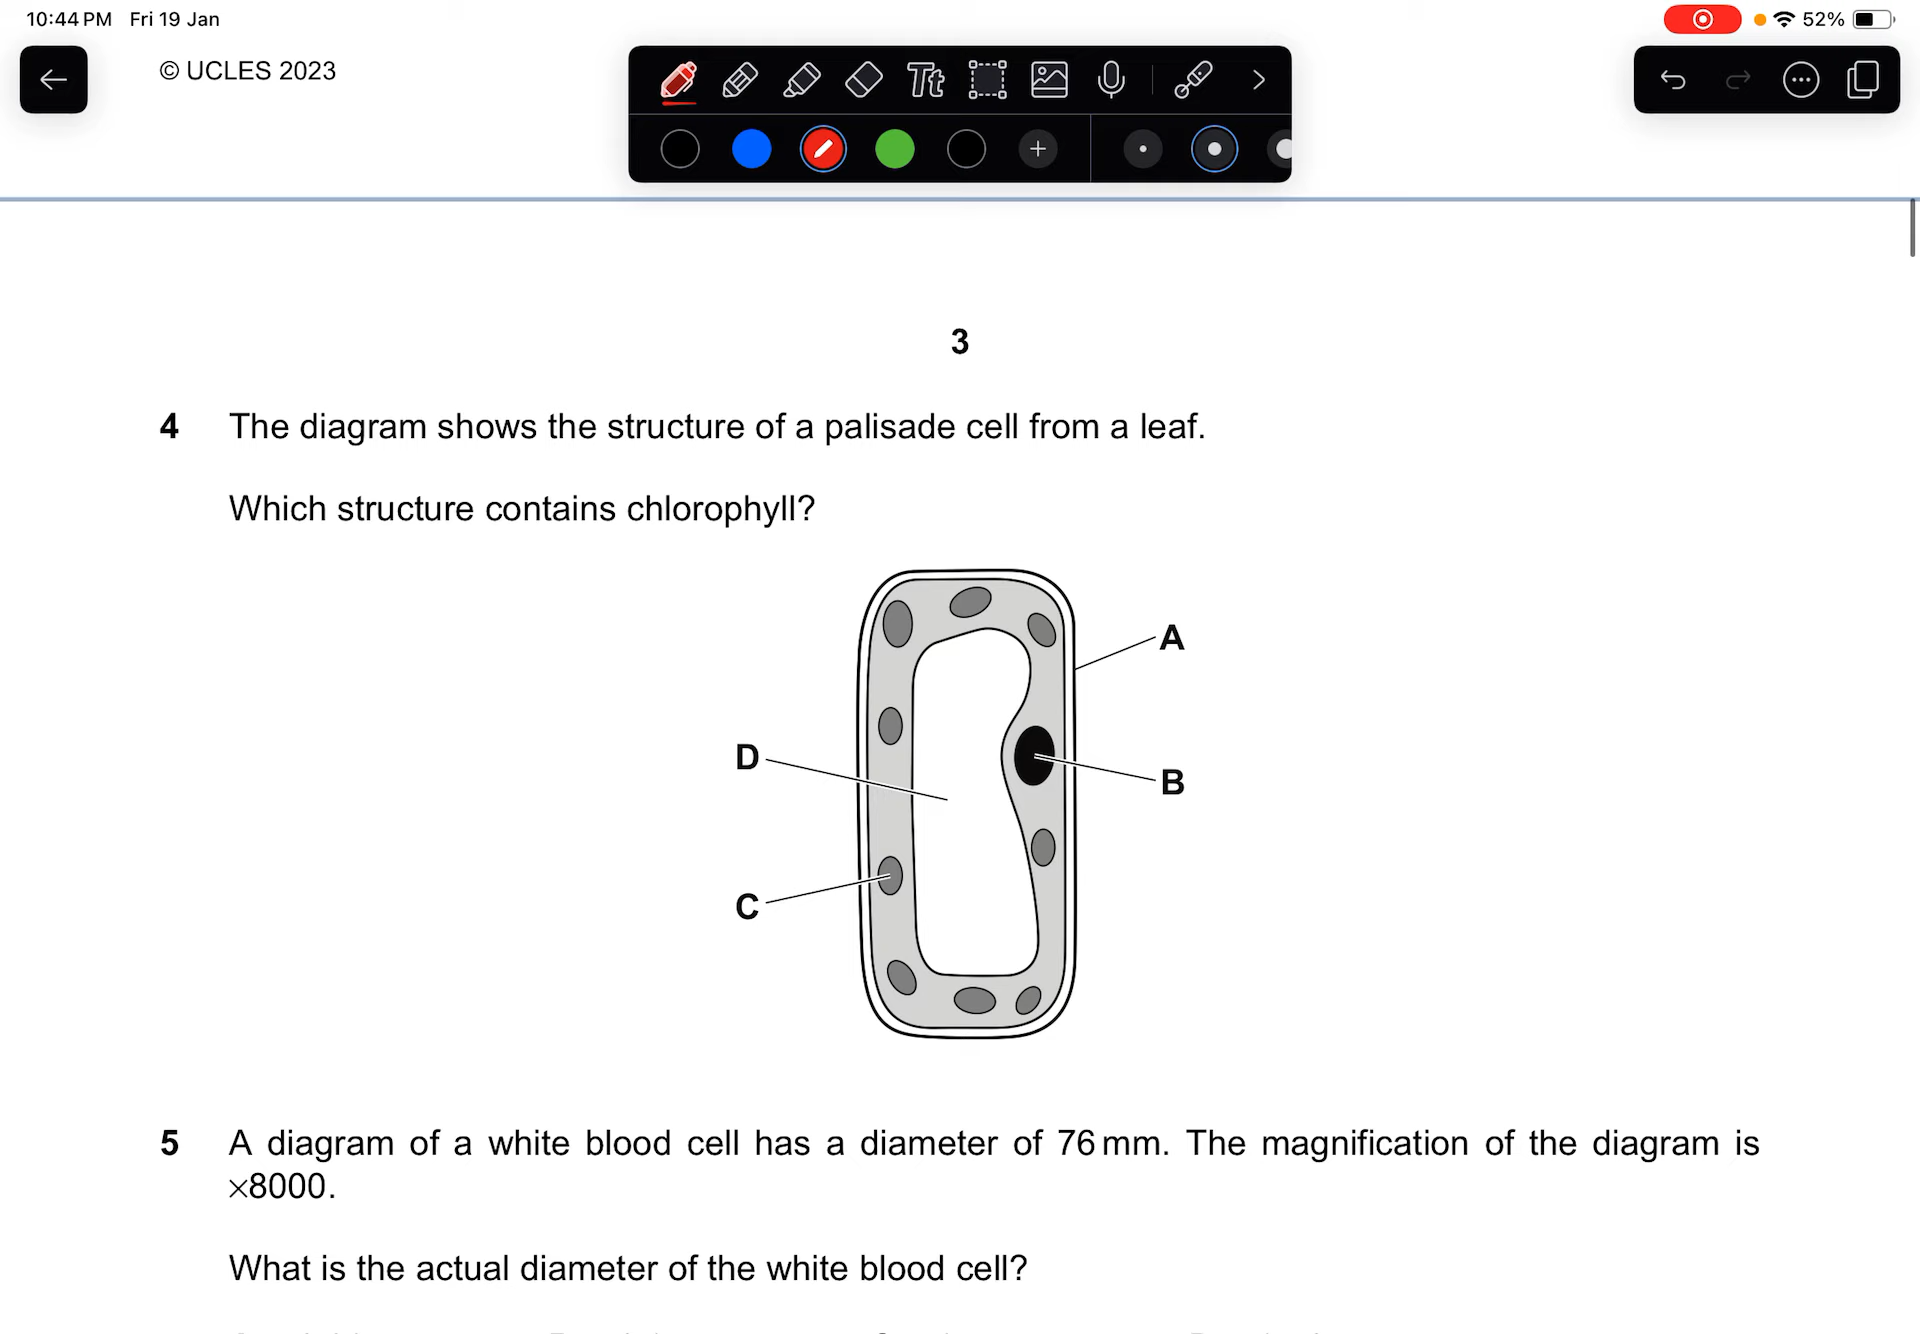 10:44 PM Fri 19 Jan
52%
© UCLES 2023
Tt
3
4 The diagram shows the structure of a palisade cell from a leaf.
Which structure contains chlorophyll?
A
D
B
C
5 A diagram of a white blood cell has a diameter of 76 mm. The magnification of the diagram is
×8000.
What is the actual diameter of the white blood cell?